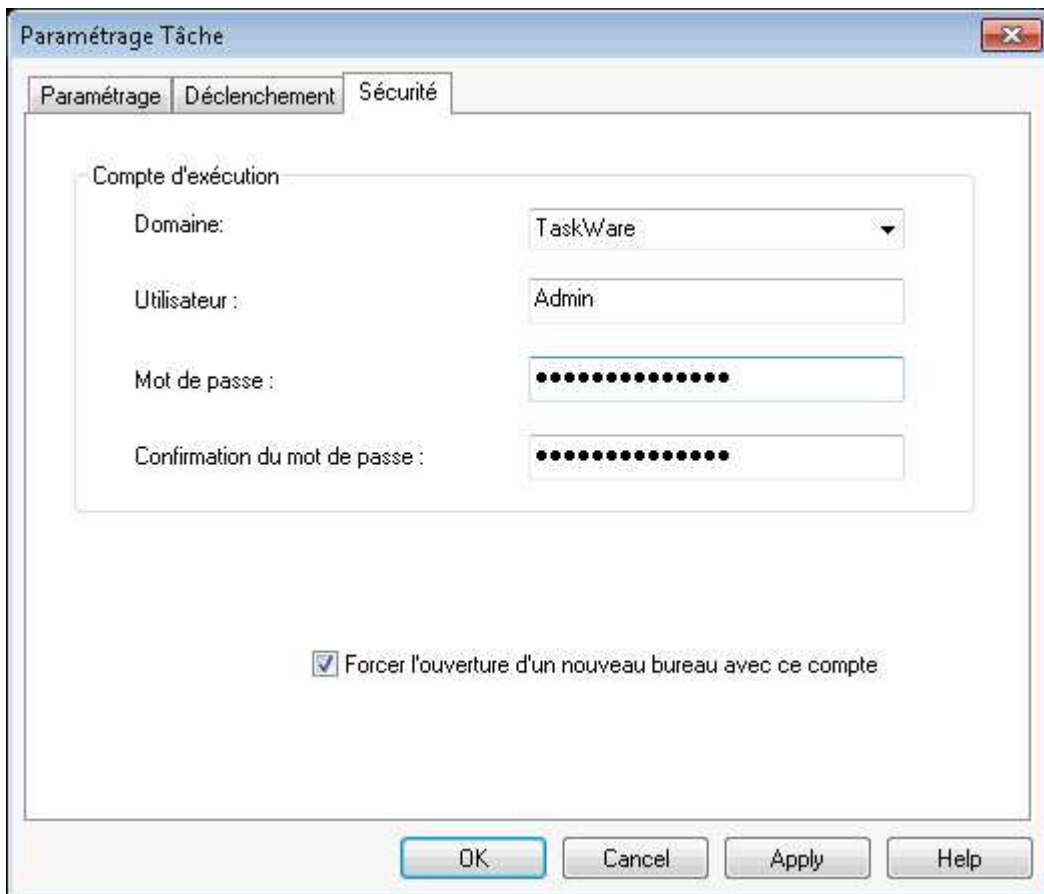 Paramétrage Tâche
Paramétrage Déclenchement Sécurité
Compte d'exécution
Domaine: TaskWare
Utilisateur : Admin
Mot de passe : ••••••••••••••
Confirmation du mot de passe : ••••••••••••••
Forcer l'ouverture d'un nouveau bureau avec ce compte
OK Cancel Apply Help